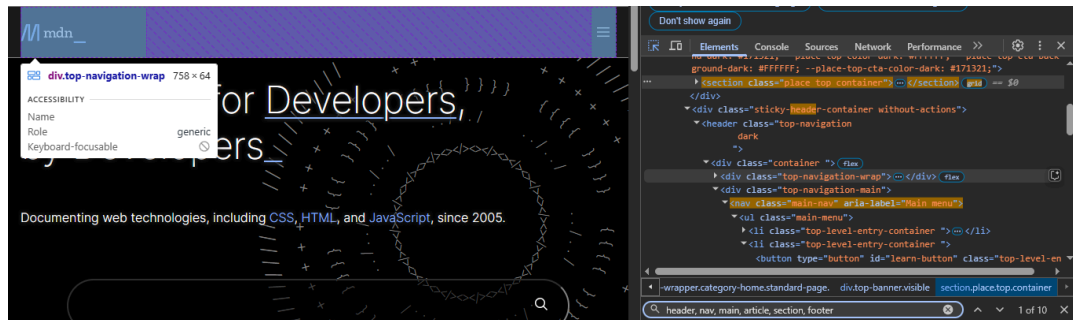 mdn_
div.top-navigation-wrap 758 × 64
ACCESSIBILITY
Name
Role generic
Keyboard-focusable
for Developers,
by Developers_
Documenting web technologies, including CSS, HTML, and JavaScript, since 2005.
Don't show again
Elements Console Sources Network Performance
ground-dark: #FFFFFF; --place-top-cta-color-dark: #171321;">
<section class="place top container"> … </section> grid == $0
</div>
<div class="sticky-header-container without-actions">
<header class="top-navigation
dark
">
<div class="container "> flex
<div class="top-navigation-wrap"> … </div> flex
<div class="top-navigation-main">
<nav class="main-nav" aria-label="Main menu">
<ul class="main-menu">
<li class="top-level-entry-container "> … </li>
<li class="top-level-entry-container ">
<button type="button" id="learn-button" class="top-level-en
-wrapper.category-home.standard-page. div.top-banner.visible section.place.top.container
header, nav, main, article, section, footer 1 of 10